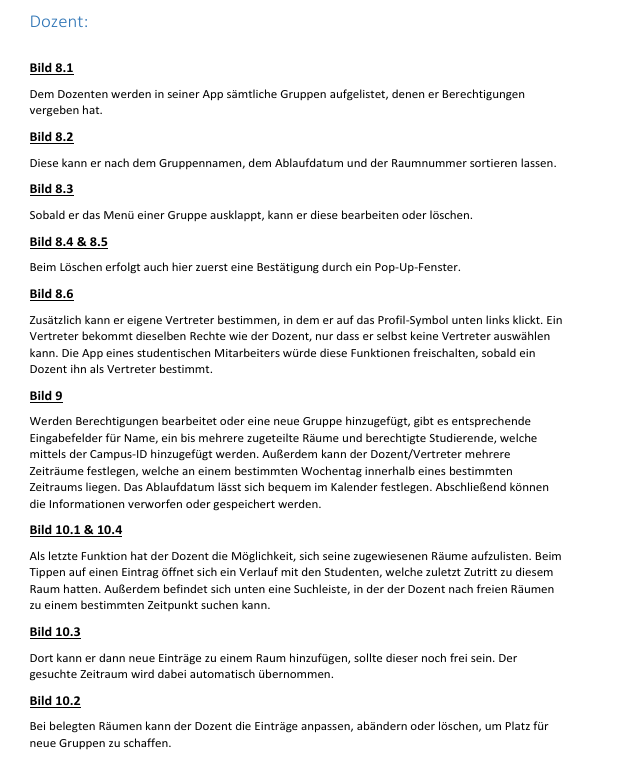 Dozent:
Bild 8.1
Dem Dozenten werden in seiner App sämtliche Gruppen aufgelistet, denen er Berechtigungen
vergeben hat.
Bild 8.2
Diese kann er nach dem Gruppennamen, dem Ablaufdatum und der Raumnummer sortieren lassen.
Bild 8.3
Sobald er das Menü einer Gruppe ausklappt, kann er diese bearbeiten oder löschen.
Bild 8.4 & 8.5
Beim Löschen erfolgt auch hier zuerst eine Bestätigung durch ein Pop-Up-Fenster.
Bild 8.6
Zusätzlich kann er eigene Vertreter bestimmen, in dem er auf das Profil-Symbol unten links klickt. Ein
Vertreter bekommt dieselben Rechte wie der Dozent, nur dass er selbst keine Vertreter auswählen
kann. Die App eines studentischen Mitarbeiters würde diese Funktionen freischalten, sobald ein
Dozent ihn als Vertreter bestimmt.
Bild 9
Werden Berechtigungen bearbeitet oder eine neue Gruppe hinzugefügt, gibt es entsprechende
Eingabefelder für Name, ein bis mehrere zugeteilte Räume und berechtigte Studierende, welche
mittels der Campus-ID hinzugefügt werden. Außerdem kann der Dozent/Vertreter mehrere
Zeiträume festlegen, welche an einem bestimmten Wochentag innerhalb eines bestimmten
Zeitraums liegen. Das Ablaufdatum lässt sich bequem im Kalender festlegen. Abschließend können
die Informationen verworfen oder gespeichert werden.
Bild 10.1 & 10.4
Als letzte Funktion hat der Dozent die Möglichkeit, sich seine zugewiesenen Räume aufzulisten. Beim
Tippen auf einen Eintrag öffnet sich ein Verlauf mit den Studenten, welche zuletzt Zutritt zu diesem
Raum hatten. Außerdem befindet sich unten eine Suchleiste, in der der Dozent nach freien Räumen
zu einem bestimmten Zeitpunkt suchen kann.
Bild 10.3
Dort kann er dann neue Einträge zu einem Raum hinzufügen, sollte dieser noch frei sein. Der
gesuchte Zeitraum wird dabei automatisch übernommen.
Bild 10.2
Bei belegten Räumen kann der Dozent die Einträge anpassen, abändern oder löschen, um Platz für
neue Gruppen zu schaffen.